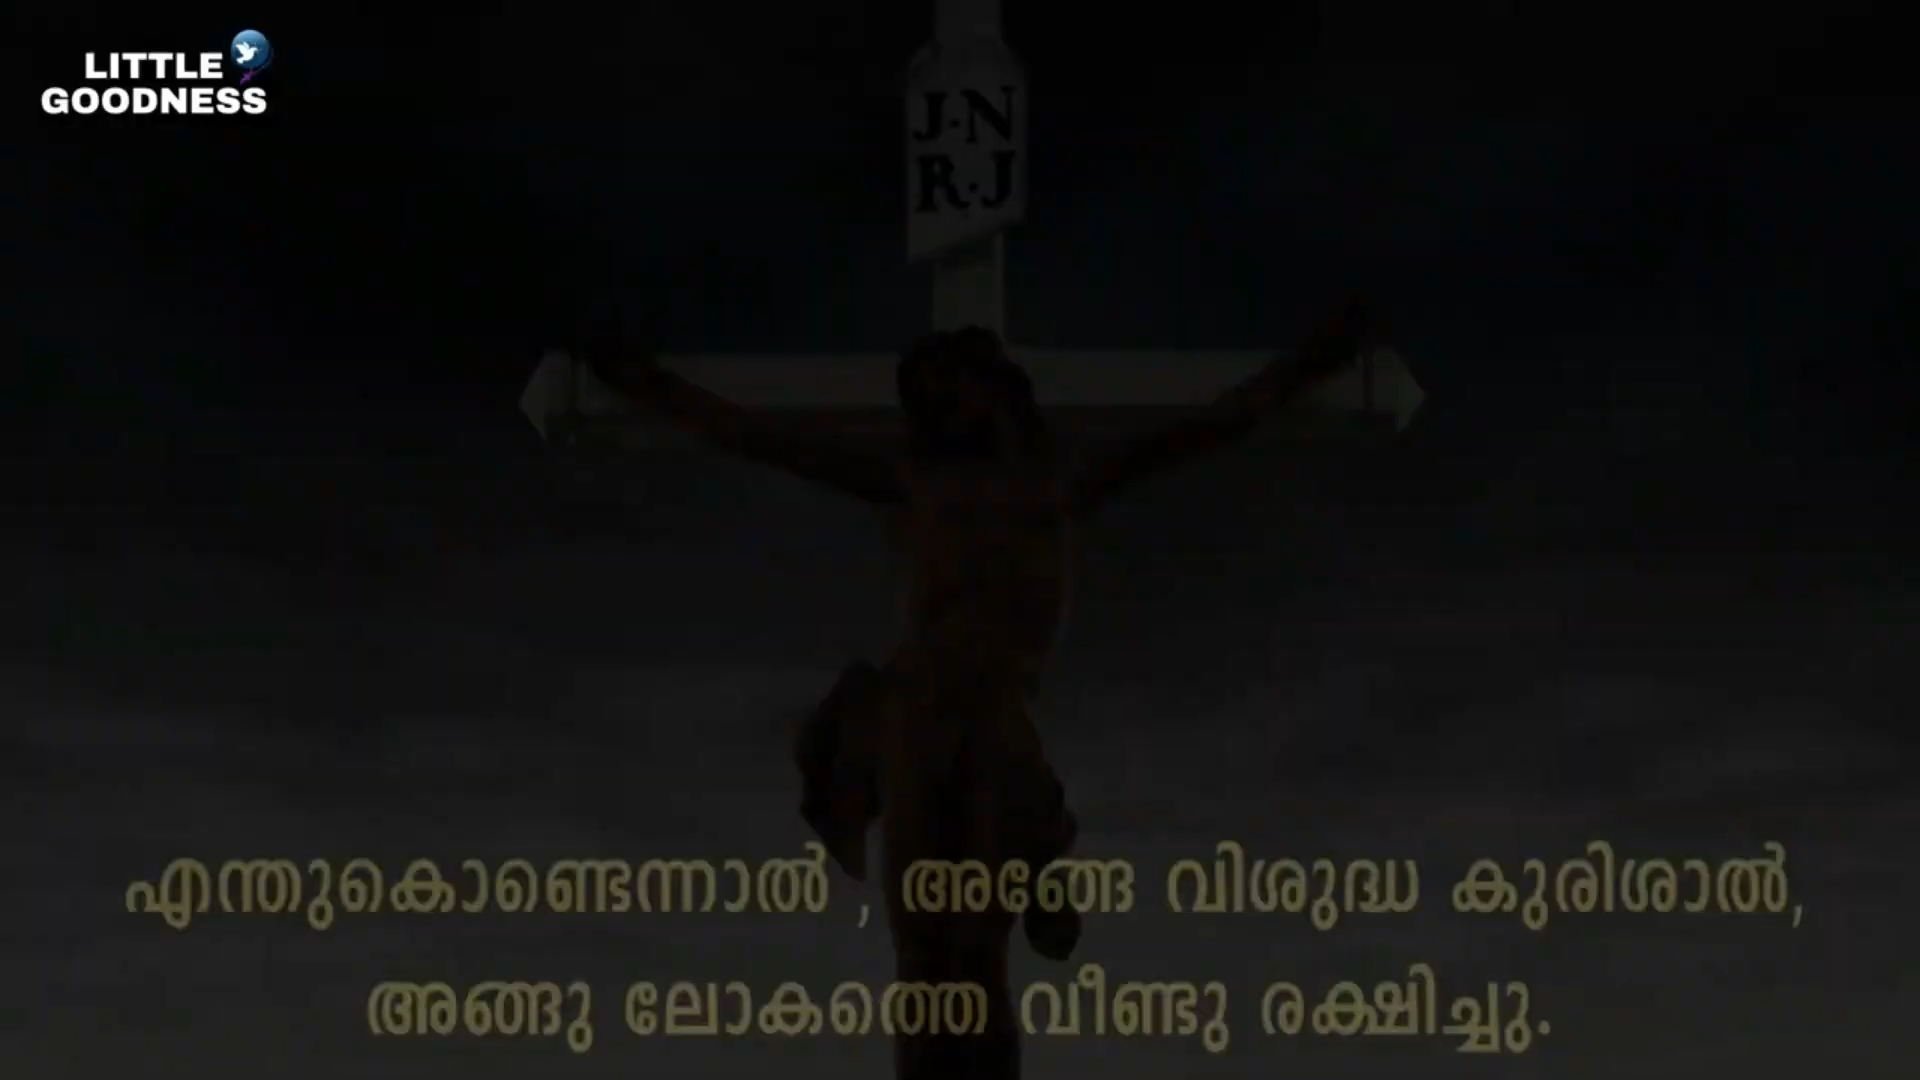 LITTLE
GOODNESS
J·N
R·J
എന്തുകൊണ്ടെന്നാൽ , അങ്ങേ വിശുദ്ധ കുരിശാൽ,
അങ്ങു ലോകത്തെ വീണ്ടു രക്ഷിച്ചു.